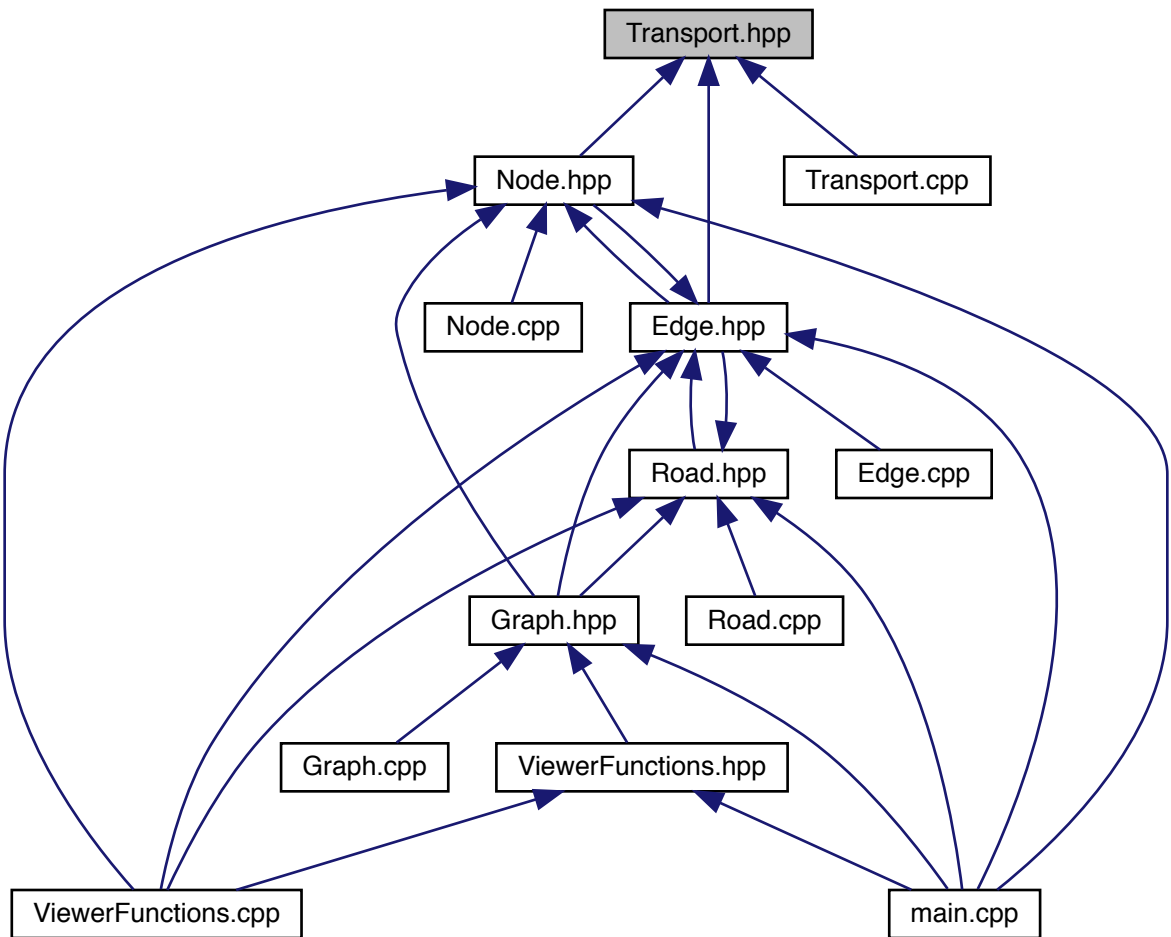 Transport.hpp
Node.hpp
Transport.cpp
Node.cpp
Edge.hpp
Road.hpp
Edge.cpp
Graph.hpp
Road.cpp
Graph.cpp
ViewerFunctions.hpp
ViewerFunctions.cpp
main.cpp